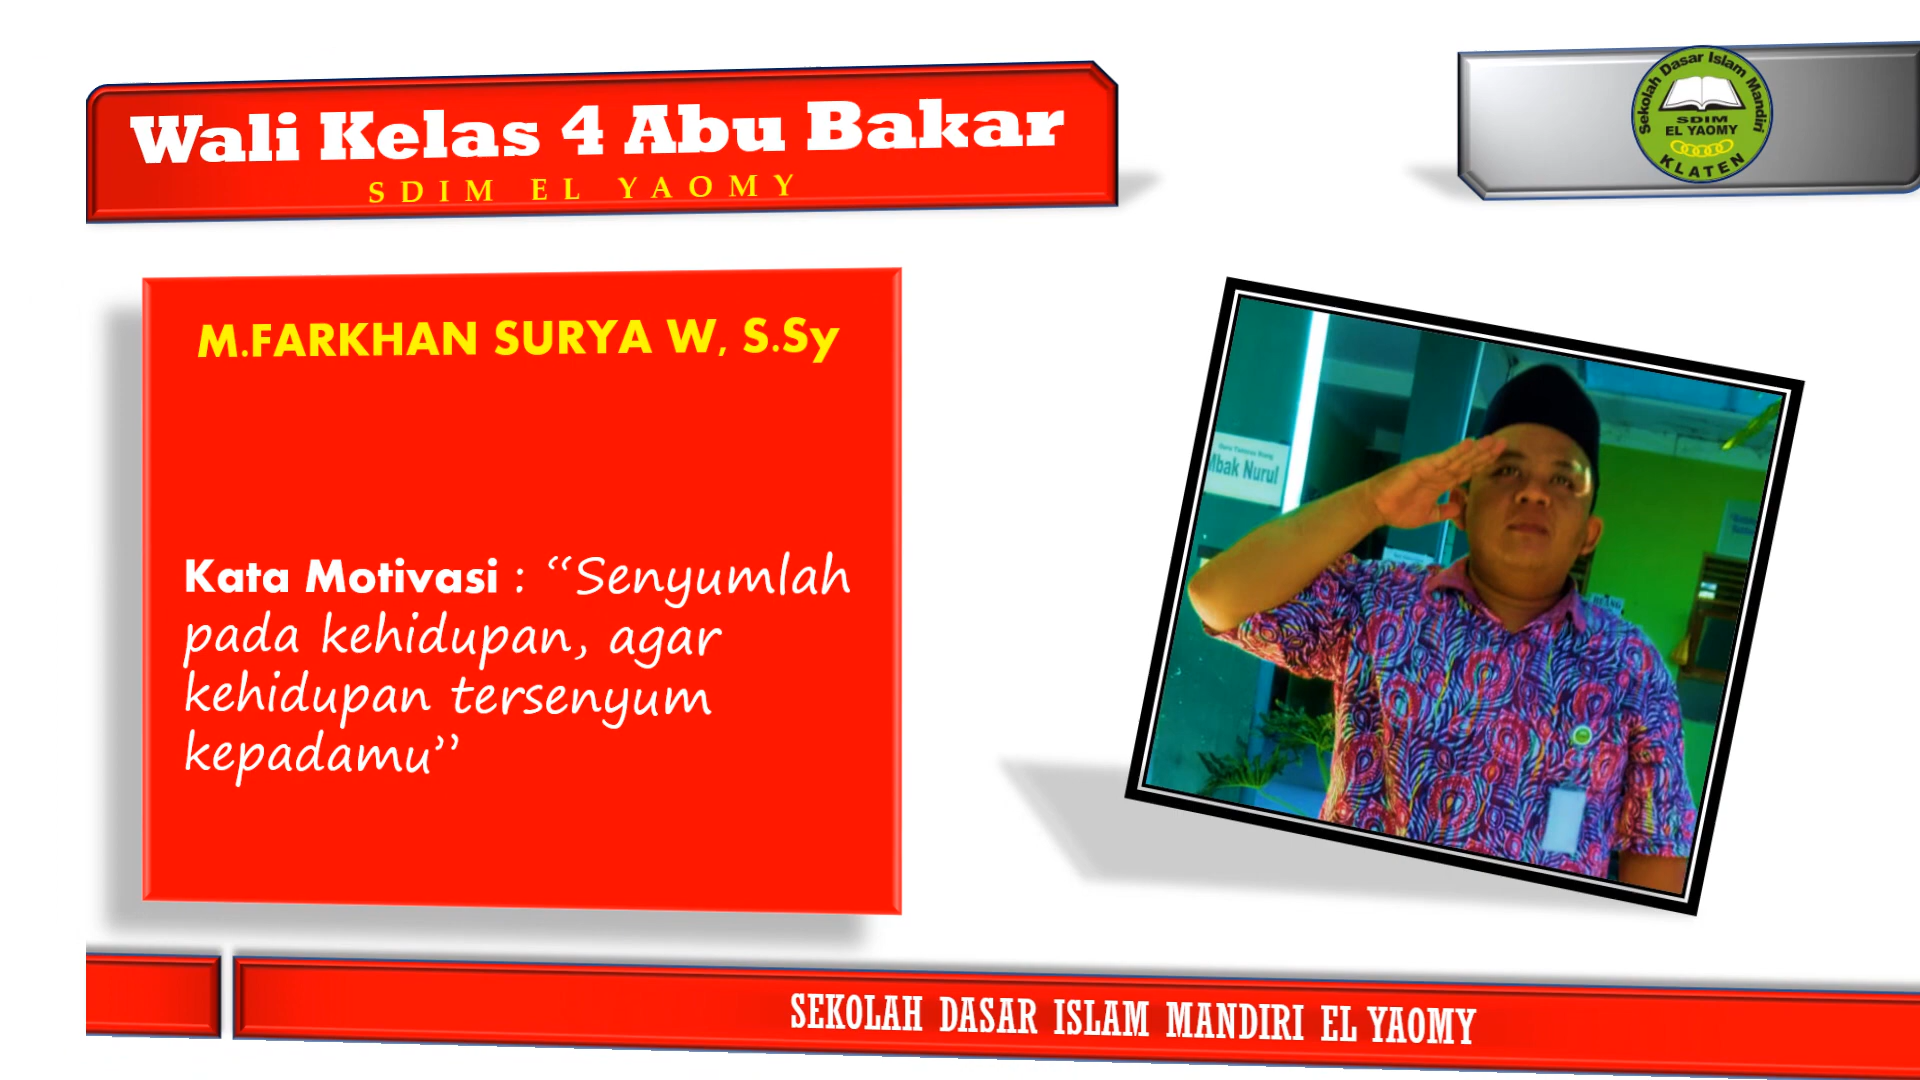 Wali Kelas 4 Abu Bakar
SDIM EL YAOMY
Sekolah Dasar Islam Mandiri
SDIM
EL YAOMY
KLATEN
M.FARKHAN SURYA W, S.Sy
Kata Motivasi : “Senyumlah
pada kehidupan, agar
kehidupan tersenyum
kepadamu”
Mbak Nurul
SEKOLAH DASAR ISLAM MANDIRI EL YAOMY